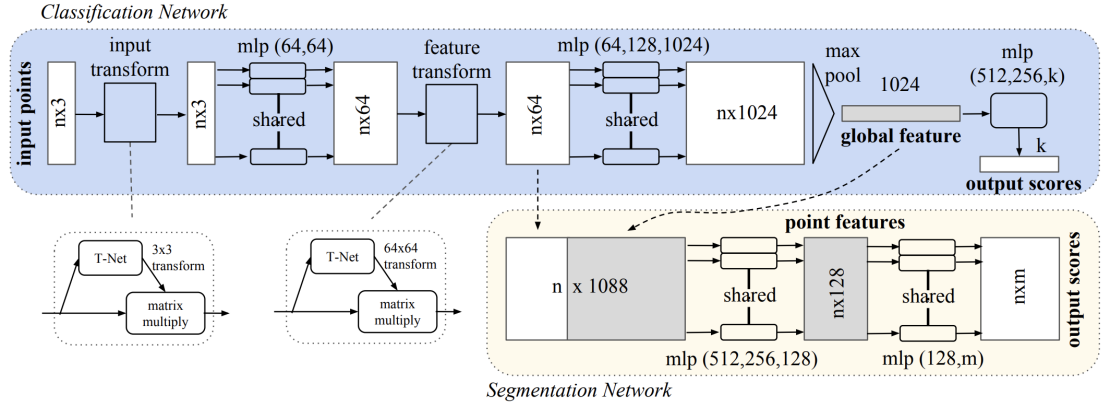 Classification Network
input points
nx3
input
transform
nx3
mlp (64,64)
shared
nx64
feature
transform
nx64
mlp (64,128,1024)
shared
nx1024
max
pool
1024
global feature
mlp
(512,256,k)
k
output scores
T-Net
3x3
transform
matrix
multiply
T-Net
64x64
transform
matrix
multiply
point features
n x 1088
shared
mlp (512,256,128)
nx128
shared
mlp (128,m)
nxm
output scores
Segmentation Network